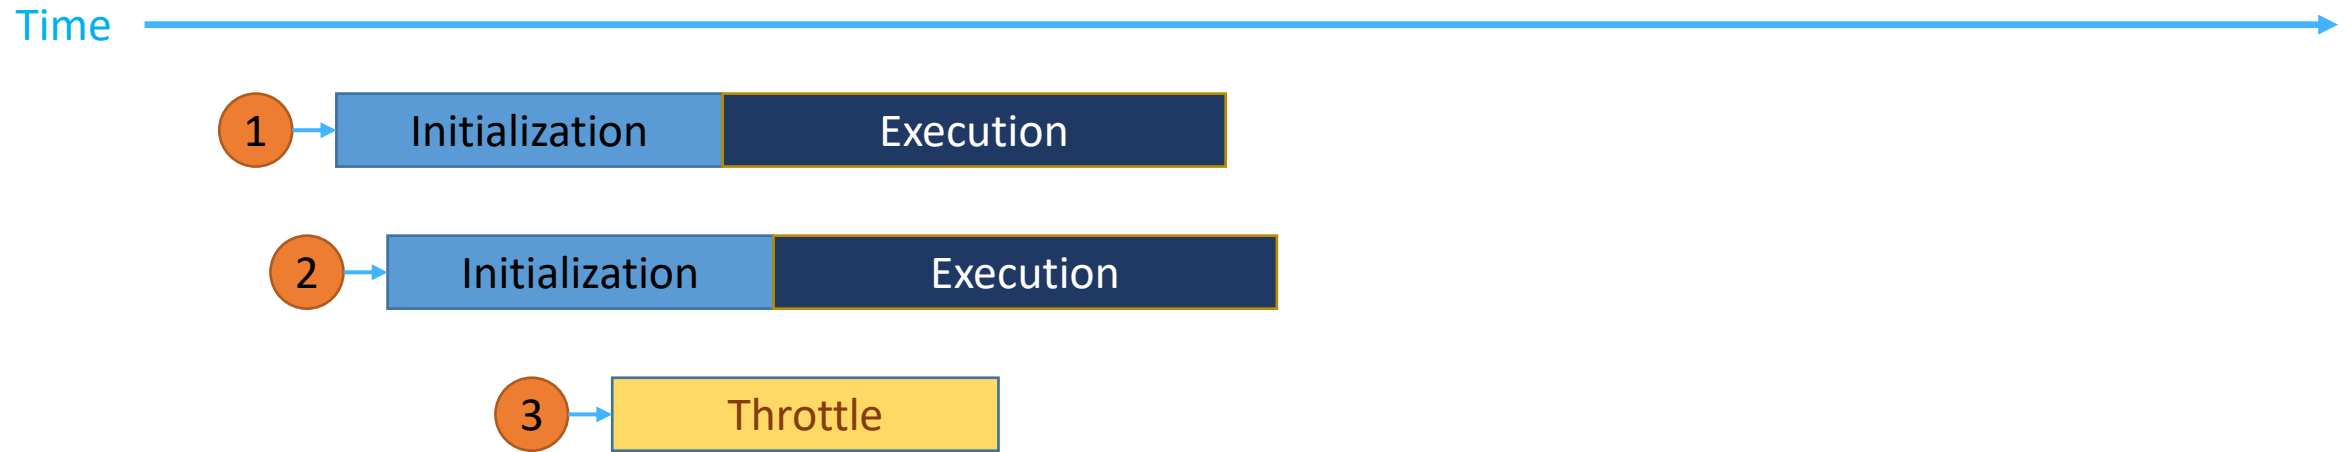 Time
1 Initialization Execution
2 Initialization Execution
3 Throttle